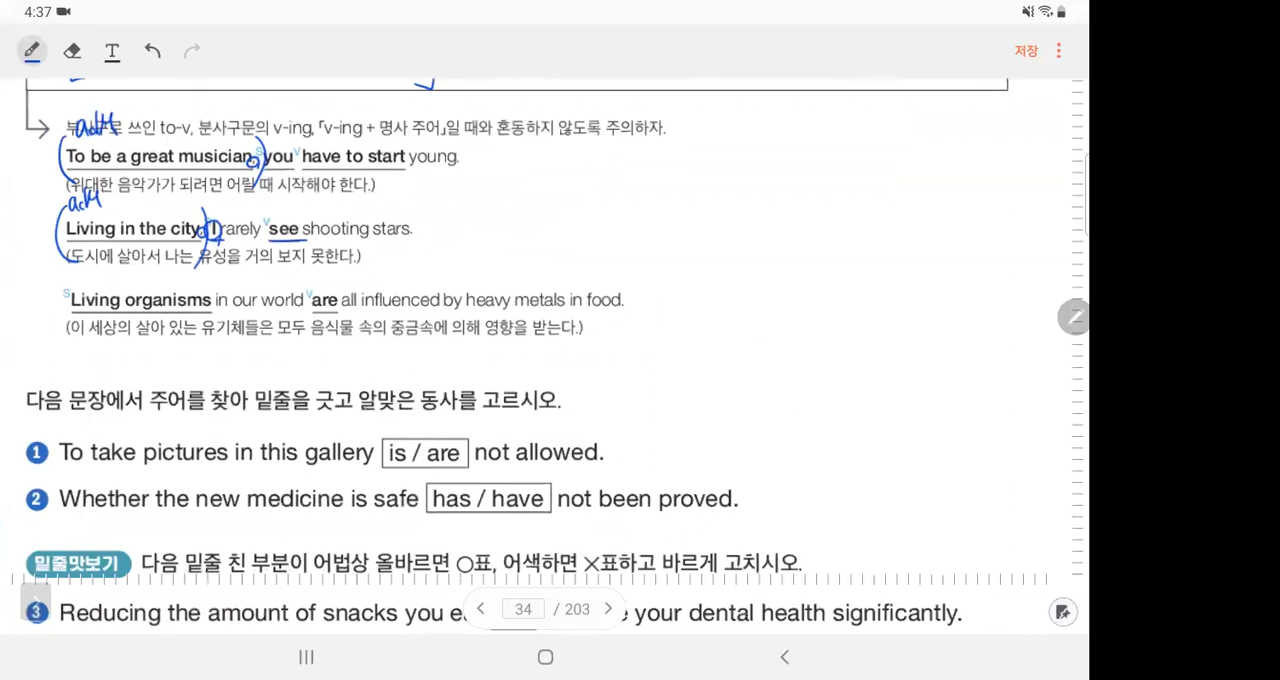 4:37
T
저장
adM
로 쓰인 to-v, 분사구문의 v-ing, 「v-ing + 명사 주어」일 때와 혼동하지 않도록 주의하자.
S V
To be a great musician, you have to start young.
(위대한 음악가가 되려면 어릴 때 시작해야 한다.)
V
Living in the city, I rarely see shooting stars.
(도시에 살아서 나는 유성을 거의 보지 못한다.)
S V
Living organisms in our world are all influenced by heavy metals in food.
(이 세상의 살아 있는 유기체들은 모두 음식물 속의 중금속에 의해 영향을 받는다.)
다음 문장에서 주어를 찾아 밑줄을 긋고 알맞은 동사를 고르시오.
1 To take pictures in this gallery is / are not allowed.
2 Whether the new medicine is safe has / have not been proved.
밑줄맛보기 다음 밑줄 친 부분이 어법상 올바르면 ○표, 어색하면 ×표하고 바르게 고치시오.
3 Reducing the amount of snacks you your dental health significantly.
34 / 203